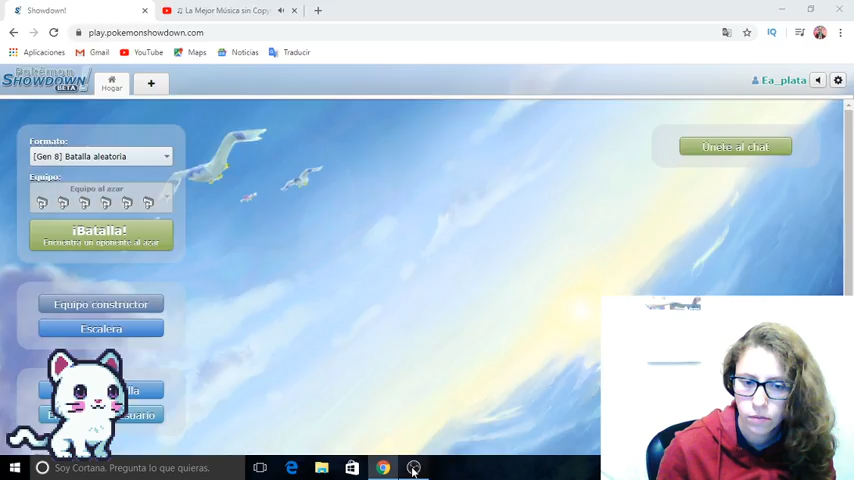 Showdown!
La Mejor Música sin Cop
play.pokemonshowdown.com
Aplicaciones
Gmail
YouTube
Maps
Noticias
Traducir
Pokémon
SHOWDOWN
BETA
Hogar
Ea_plata
Formato:
[Gen 8] Batalla aleatoria
Equipo:
Equipo al azar
¡Batalla!
Encuentra un oponente al azar
Únete al chat
Equipo constructor
Escalera
Soy Cortana. Pregunta lo que quieras.